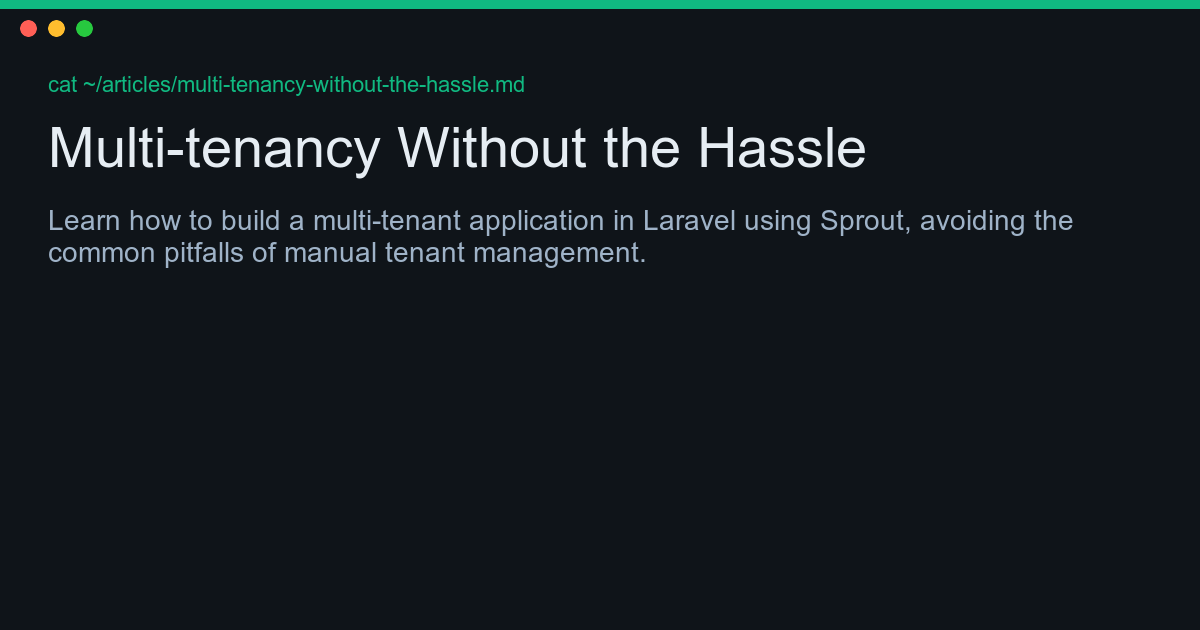 cat ~/articles/multi-tenancy-without-the-hassle.md
Multi-tenancy Without the Hassle
Learn how to build a multi-tenant application in Laravel using Sprout, avoiding the
common pitfalls of manual tenant management.